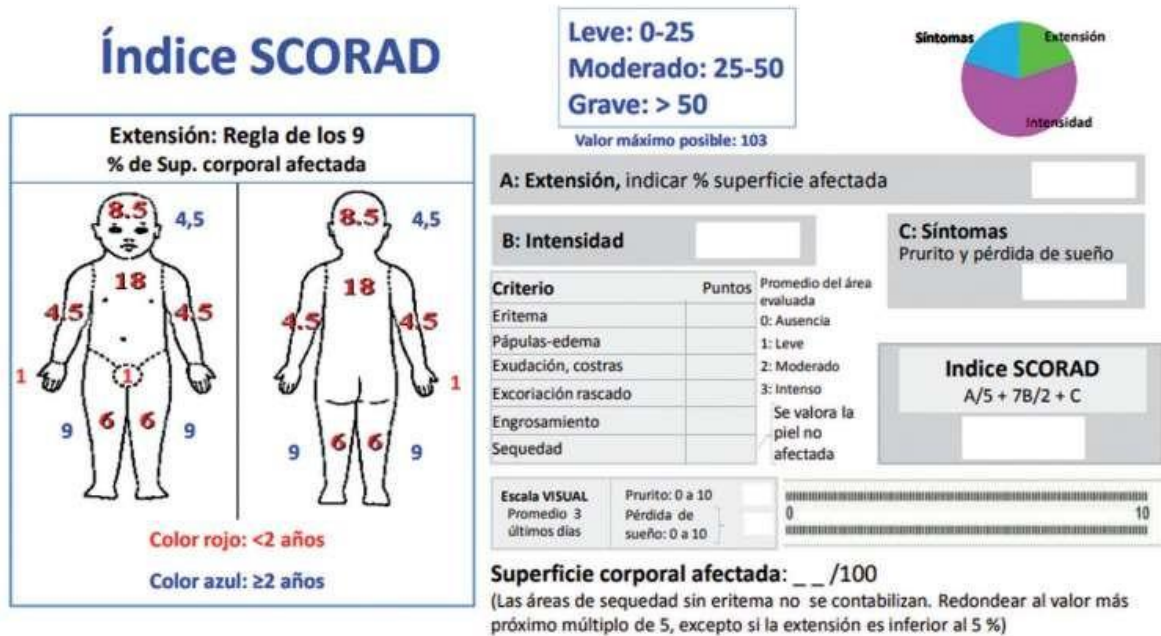 Índice SCORAD
Leve: 0-25
Moderado: 25-50
Grave: > 50
Valor máximo posible: 103
Síntomas
Extensión
Intensidad
Extensión: Regla de los 9
% de Sup. corporal afectada
8.5
4,5
8.5
4,5
18
18
4.5
4.5
4.5
4.5
1
1
1
9
6
6
9
9
6
6
9
Color rojo: <2 años
Color azul: ≥2 años
A: Extensión, indicar % superficie afectada
B: Intensidad
C: Síntomas
Prurito y pérdida de sueño
Criterio
Puntos
Eritema
Pápulas-edema
Exudación, costras
Excoriación rascado
Engrosamiento
Sequedad
Promedio del área
evaluada
0: Ausencia
1: Leve
2: Moderado
3: Intenso
Se valora la
piel no
afectada
Indice SCORAD
A/5 + 7B/2 + C
Escala VISUAL
Promedio 3
últimos días
Prurito: 0 a 10
Pérdida de
sueño: 0 a 10
0
10
Superficie corporal afectada: _ _ /100
(Las áreas de sequedad sin eritema no se contabilizan. Redondear al valor más
próximo múltiplo de 5, excepto si la extensión es inferior al 5 %)